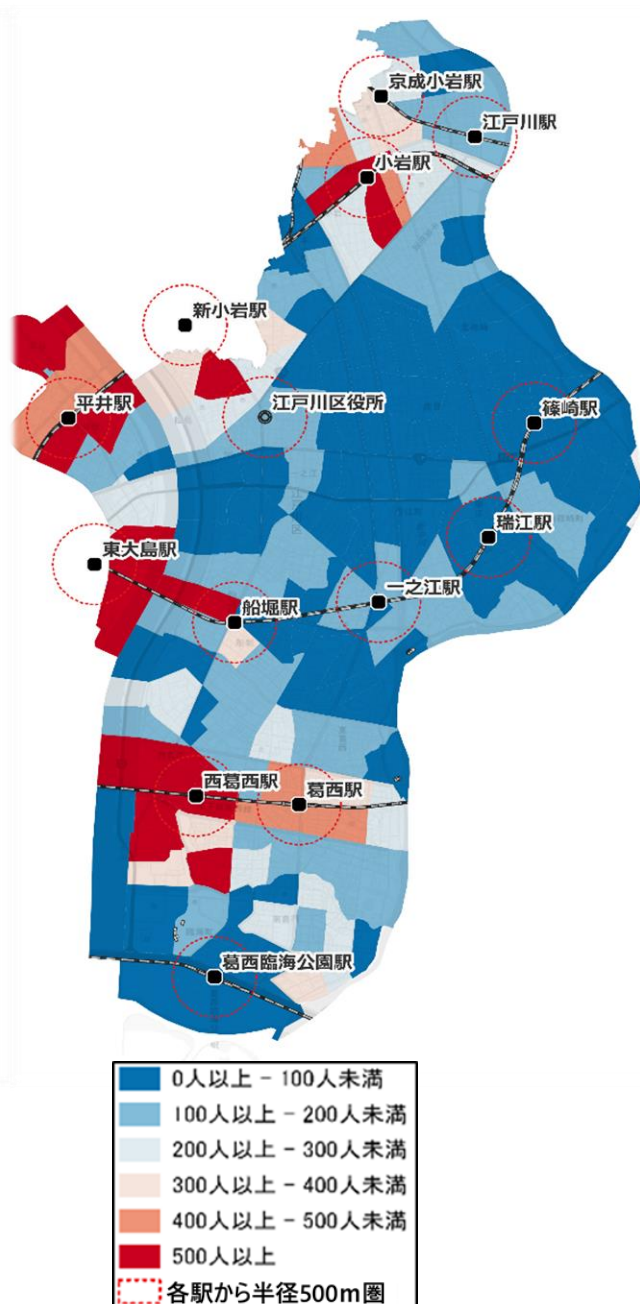 京成小岩駅
江戸川駅
小岩駅
新小岩駅
平井駅
江戸川区役所
篠崎駅
瑞江駅
東大島駅
一之江駅
船堀駅
西葛西駅
葛西駅
葛西臨海公園駅
0人以上 - 100人未満
100人以上 - 200人未満
200人以上 - 300人未満
300人以上 - 400人未満
400人以上 - 500人未満
500人以上
各駅から半径500m圏